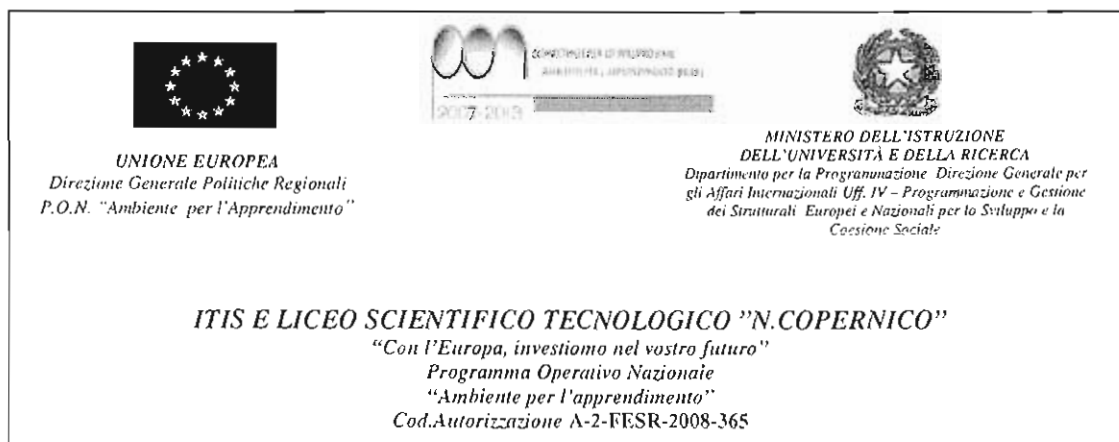 2007-2013
UNIONE EUROPEA
Direzione Generale Politiche Regionali
P.O.N. "Ambiente per l'Apprendimento"
MINISTERO DELL'ISTRUZIONE
DELL'UNIVERSITÀ E DELLA RICERCA
Dipartimento per la Programmazione Direzione Generale per
gli Affari Internazionali Uff. IV – Programmazione e Gestione
dei Strutturali Europei e Nazionali per lo Sviluppo e la
Coesione Sociale
ITIS E LICEO SCIENTIFICO TECNOLOGICO "N.COPERNICO"
"Con l'Europa, investiamo nel vostro futuro"
Programma Operativo Nazionale
"Ambiente per l'apprendimento"
Cod.Autorizzazione A-2-FESR-2008-365